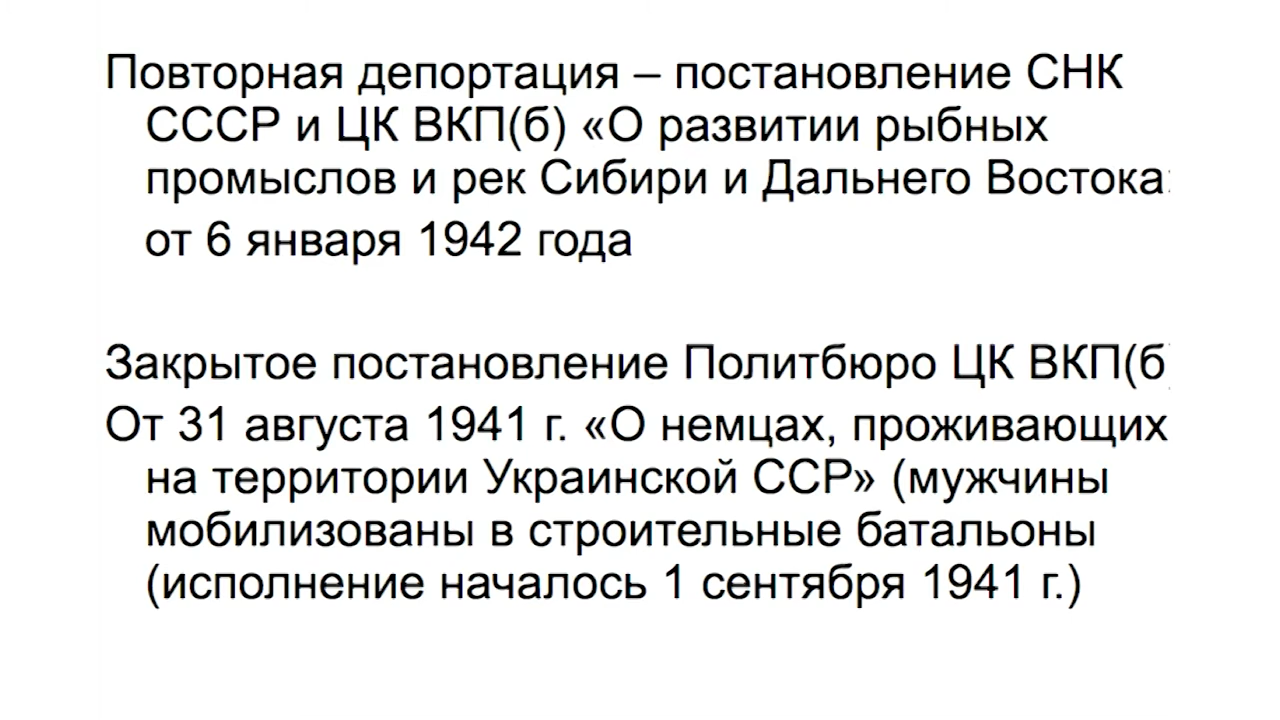 Повторная депортация – постановление СНК
СССР и ЦК ВКП(б) «О развитии рыбных
промыслов и рек Сибири и Дальнего Востока
от 6 января 1942 года
Закрытое постановление Политбюро ЦК ВКП(б)
От 31 августа 1941 г. «О немцах, проживающих
на территории Украинской ССР» (мужчины
мобилизованы в строительные батальоны
(исполнение началось 1 сентября 1941 г.)